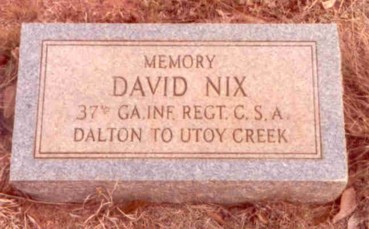 MEMORY
DAVID NIX
37TH GA. INF. REGT. C. S. A.
DALTON TO UTOY CREEK